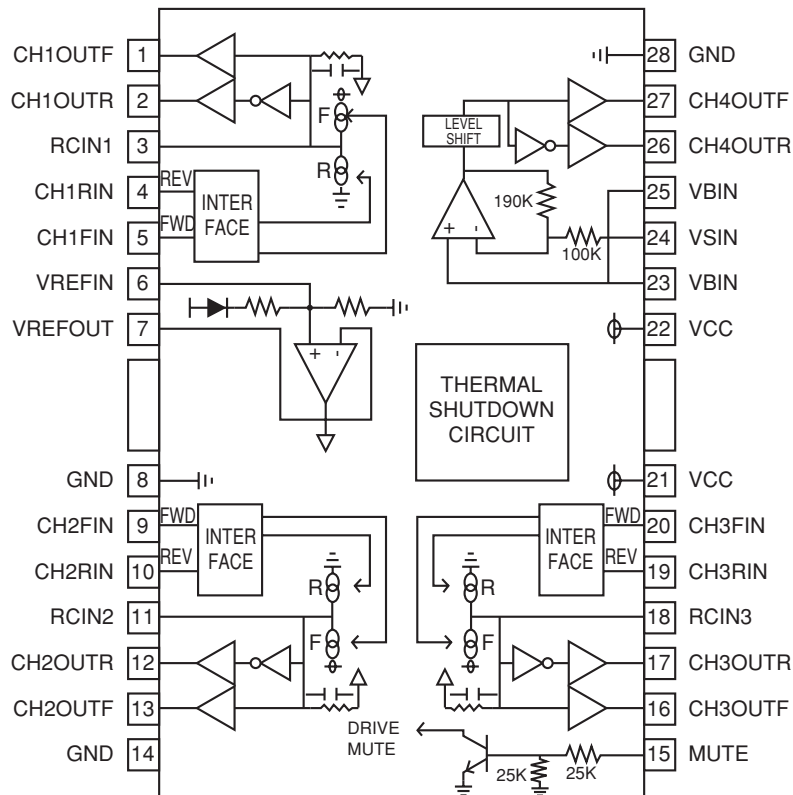 CH1OUTF 1
CH1OUTR 2
RCIN1 3
CH1RIN 4
CH1FIN 5
VREFIN 6
VREFOUT 7
GND 8
CH2FIN 9
CH2RIN 10
RCIN2 11
CH2OUTR 12
CH2OUTF 13
GND 14
F
R
REV
FWD
INTER
FACE
+ -
FWD
REV
INTER
FACE
R
F
28 GND
27 CH4OUTF
26 CH4OUTR
25 VBIN
24 VSIN
23 VBIN
22 VCC
21 VCC
20 CH3FIN
19 CH3RIN
18 RCIN3
17 CH3OUTR
16 CH3OUTF
15 MUTE
LEVEL
SHIFT
190K
100K
+ -
THERMAL
SHUTDOWN
CIRCUIT
INTER
FACE
FWD
REV
R
F
DRIVE
MUTE
25K
25K